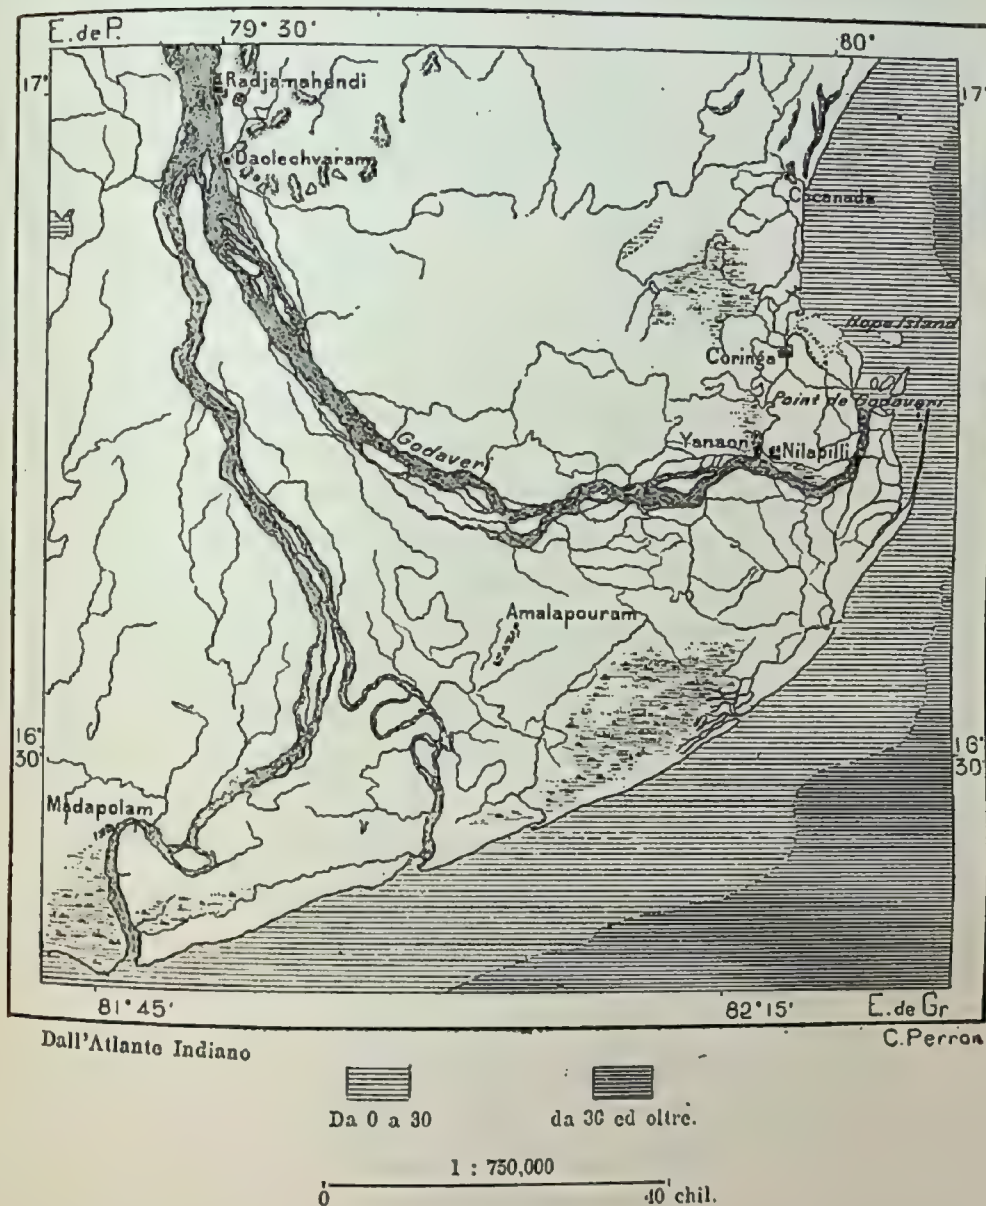 E. de P. 79° 30' 80°
17° 17°
Radjamahendi
Daolechvaram
Cocanada
Hope Island
Coringa
Point de Godaveri
Godaveri
Yanaon Nilapilli
Amalapouram
16° 30' 16° 30'
Madapolam
81° 45' 82° 15' E. de Gr
Dall'Atlante Indiano C. Perron
Da 0 a 30 da 30 ed oltre.
1 : 750,000
0 40 chil.